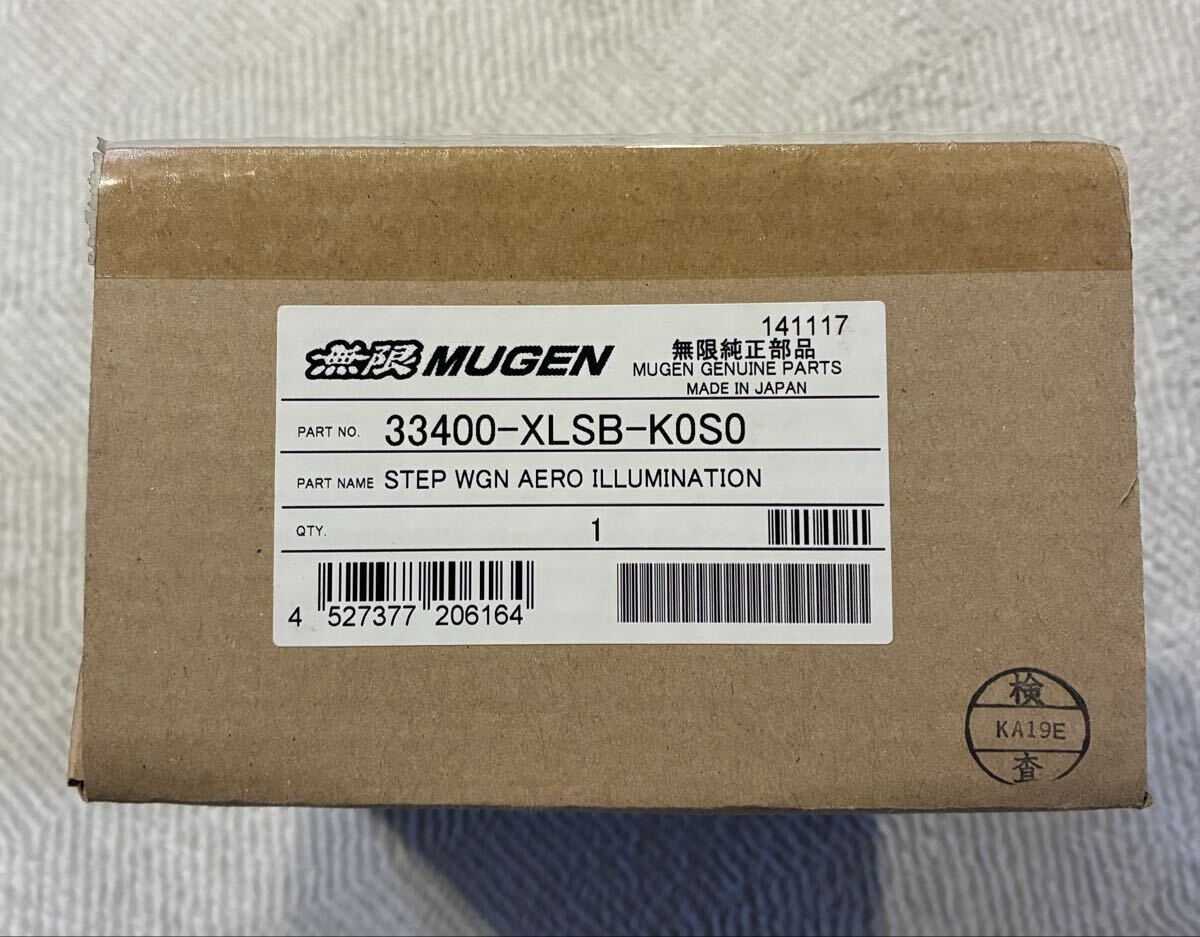 141117
無限 MUGEN
無限純正部品
MUGEN GENUINE PARTS
MADE IN JAPAN
PART NO. 33400-XLSB-K0S0
PART NAME STEP WGN AERO ILLUMINATION
QTY. 1
4 527377 206164
検
KA19E
査